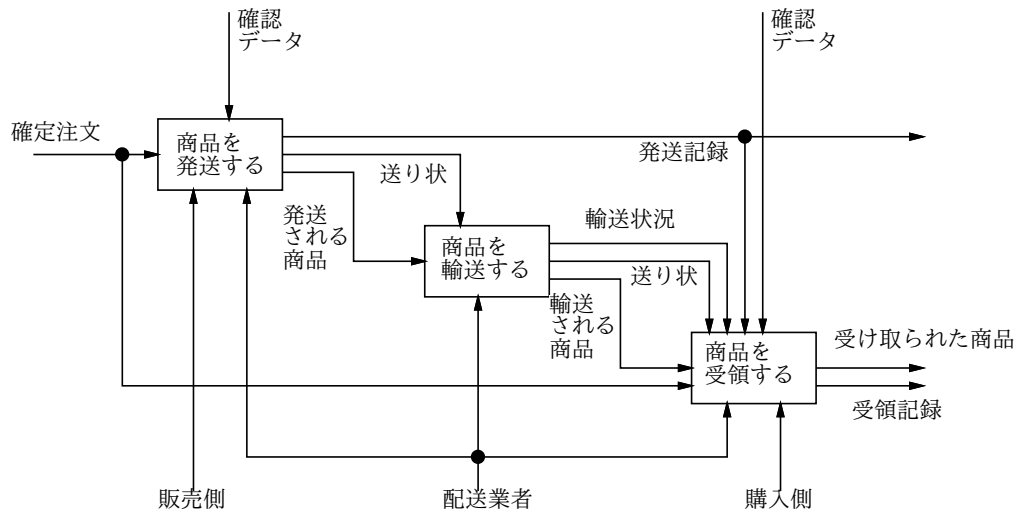 確認
データ
確認
データ
確定注文
商品を
発送する
発送記録
送り状
発送
される
商品
輸送状況
商品を
輸送する
送り状
輸送
される
商品
商品を
受領する
受け取られた商品
受領記録
販売側
配送業者
購入側